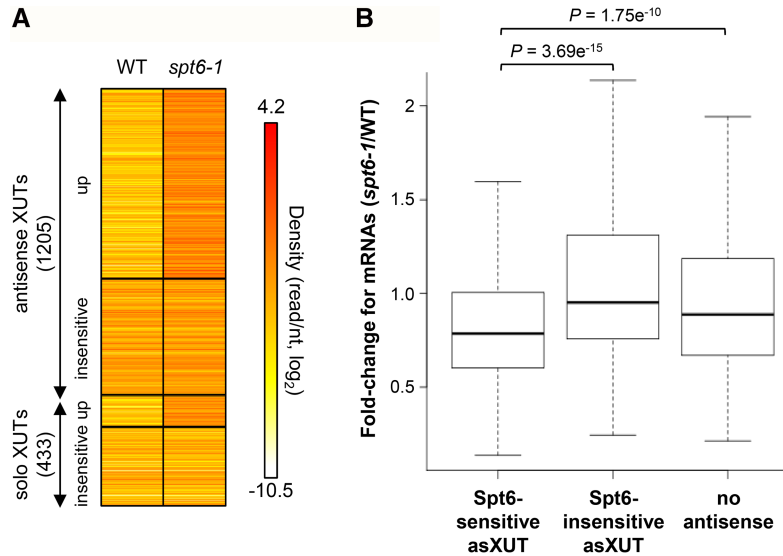 A
WT spt6-1
antisense XUTs
(1205)
up
insensitive
solo XUTs
(433)
up
insensitive
4.2
Density (read/nt, log2)
-10.5
B
P = 1.75e-10
P = 3.69e-15
Fold-change for mRNAs (spt6-1/WT)
2
1.5
1.0
0.5
Spt6-
sensitive
asXUT
Spt6-
insensitive
asXUT
no
antisense